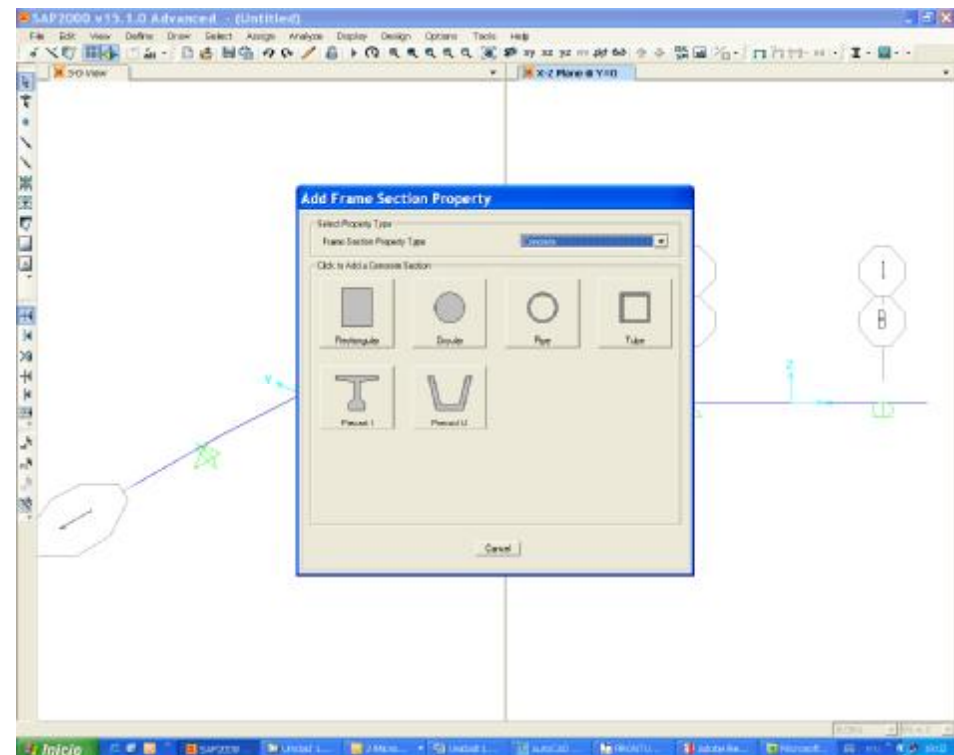 SAP2000 v15.1.0 Advanced - (Untitled)
File Edit View Define Draw Select Assign Analyze Display Design Options Tools Help
3-D View
X-Z Plane @ Y=0
Add Frame Section Property
Select Property Type
Frame Section Property Type
Concrete
Click to Add a Concrete Section
Rectangular
Circular
Pipe
Tube
Precast I
Precast U
Cancel
Y
Z
1
B
Inicio